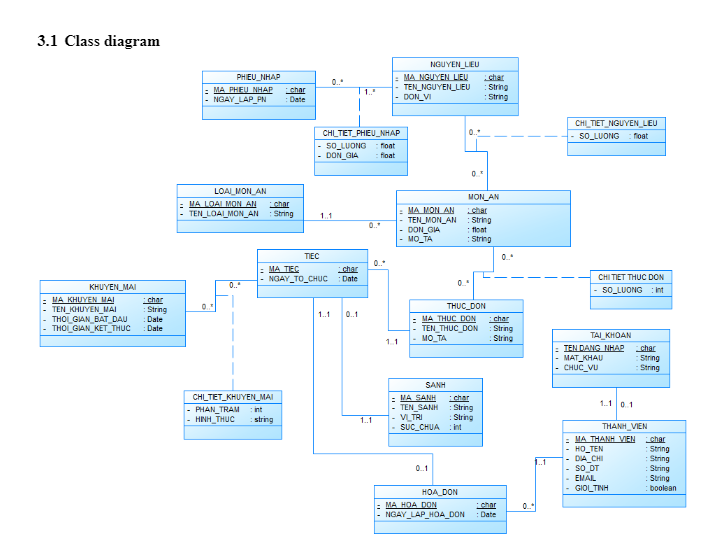 3.1 Class diagram
NGUYEN_LIEU
- MA_NGUYEN_LIEU : char
- TEN_NGUYEN_LIEU : String
- DON_VI : String
PHIEU_NHAP
- MA_PHIEU_NHAP : char
- NGAY_LAP_PN : Date
0..*
1..*
CHI_TIET_PHIEU_NHAP
- SO_LUONG : float
- DON_GIA : float
CHI_TIET_NGUYEN_LIEU
- SO_LUONG : float
0..*
0..*
LOAI_MON_AN
- MA_LOAI_MON_AN : char
- TEN_LOAI_MON_AN : String
1..1
0..*
MON_AN
- MA_MON_AN : char
- TEN_MON_AN : String
- DON_GIA : float
- MO_TA : String
0..*
0..*
TIEC
- MA_TIEC : char
- NGAY_TO_CHUC : Date
0..*
1..1
CHI TIET THUC DON
- SO_LUONG : int
KHUYEN_MAI
- MA_KHUYEN_MAI : char
- TEN_KHUYEN_MAI : String
- THOI_GIAN_BAT_DAU : Date
- THOI_GIAN_KET_THUC : Date
0..*
0..*
THUC_DON
- MA_THUC_DON : char
- TEN_THUC_DON : String
- MO_TA : String
1..1
0..1
TAI_KHOAN
- TEN DANG_NHAP : char
- MAT_KHAU : String
- CHUC_VU : String
CHI_TIET_KHUYEN_MAI
- PHAN_TRAM : int
- HINH_THUC : string
SANH
- MA_SANH : char
- TEN_SANH : String
- VI_TRI : String
- SUC_CHUA : int
1..1
1..1
0..1
THANH_VIEN
- MA_THANH_VIEN : char
- HO_TEN : String
- DIA_CHI : String
- SO_DT : String
- EMAIL : String
- GIOI_TINH : boolean
0..1
1..1
HOA_DON
- MA_HOA_DON : char
- NGAY_LAP_HOA_DON : Date
0..*